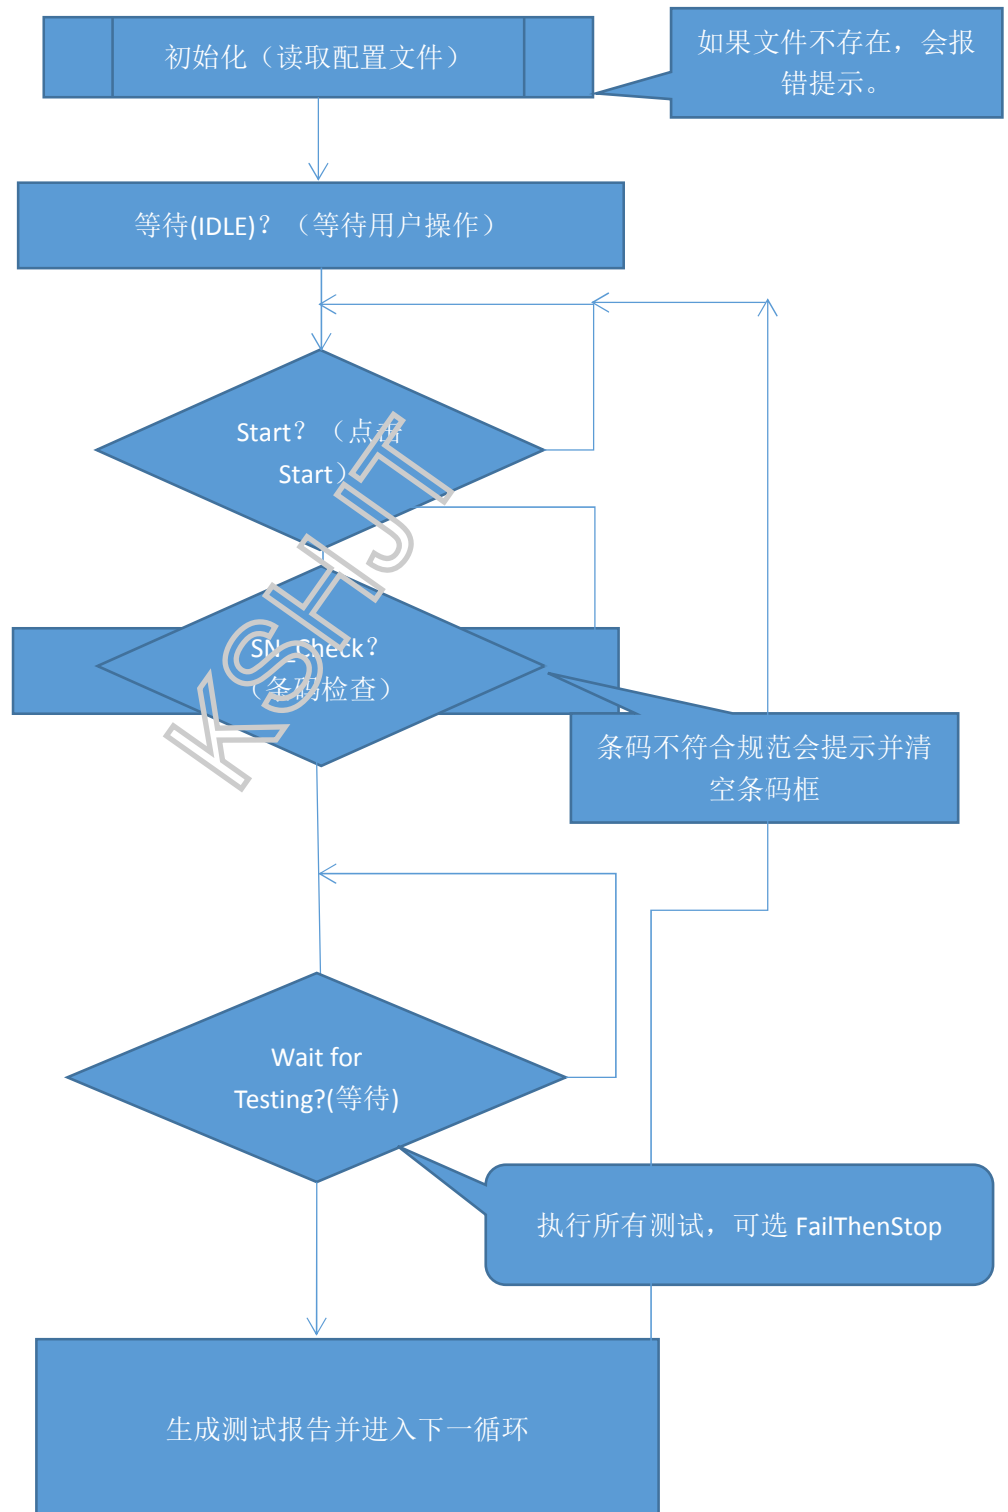 初始化（读取配置文件）
如果文件不存在，会报
错提示。
等待(IDLE)？（等待用户操作）
Start？（点击
Start）
SN_Check？
（条码检查）
KSHJT
条码不符合规范会提示并清
空条码框
Wait for
Testing?(等待)
执行所有测试，可选 FailThenStop
生成测试报告并进入下一循环